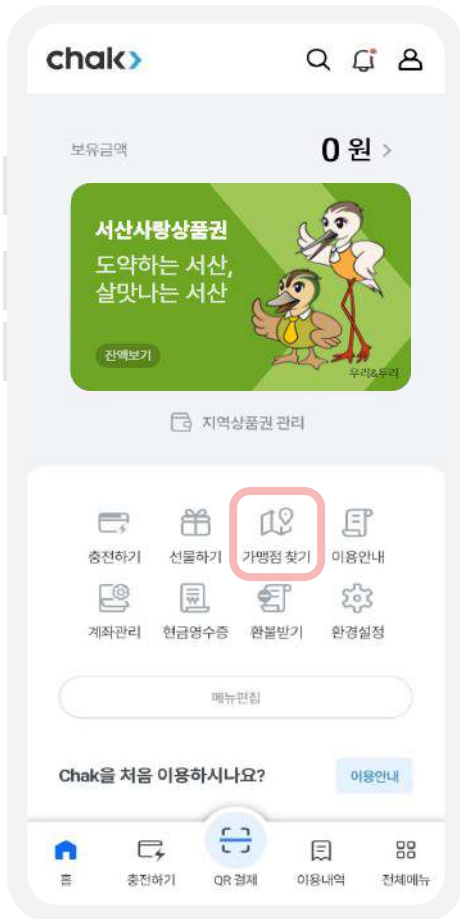 chak
보유금액
0 원
서산사랑상품권
도약하는 서산,
살맛나는 서산
잔액보기
우리&두리
지역상품권 관리
충전하기 선물하기 가맹점 찾기 이용안내
계좌관리 현금영수증 환불받기 환경설정
메뉴편집
Chak을 처음 이용하시나요?
이용안내
홈 충전하기 QR 결제 이용내역 전체메뉴